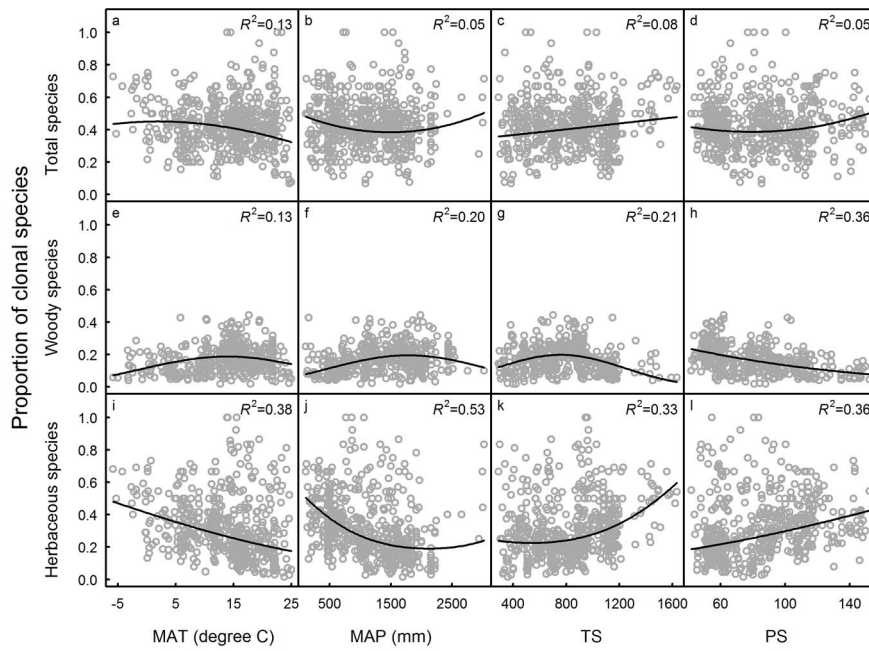 Proportion of clonal species
Total species
a R²=0.13
b R²=0.05
c R²=0.08
d R²=0.05
1.0
0.8
0.6
0.4
0.2
0.0
Woody species
e R²=0.13
f R²=0.20
g R²=0.21
h R²=0.36
1.0
0.8
0.6
0.4
0.2
0.0
Herbaceous species
i R²=0.38
j R²=0.53
k R²=0.33
l R²=0.36
1.0
0.8
0.6
0.4
0.2
0.0
-5 5 15 25
500 1500 2500
400 800 1200 1600
60 100 140
MAT (degree C)
MAP (mm)
TS
PS